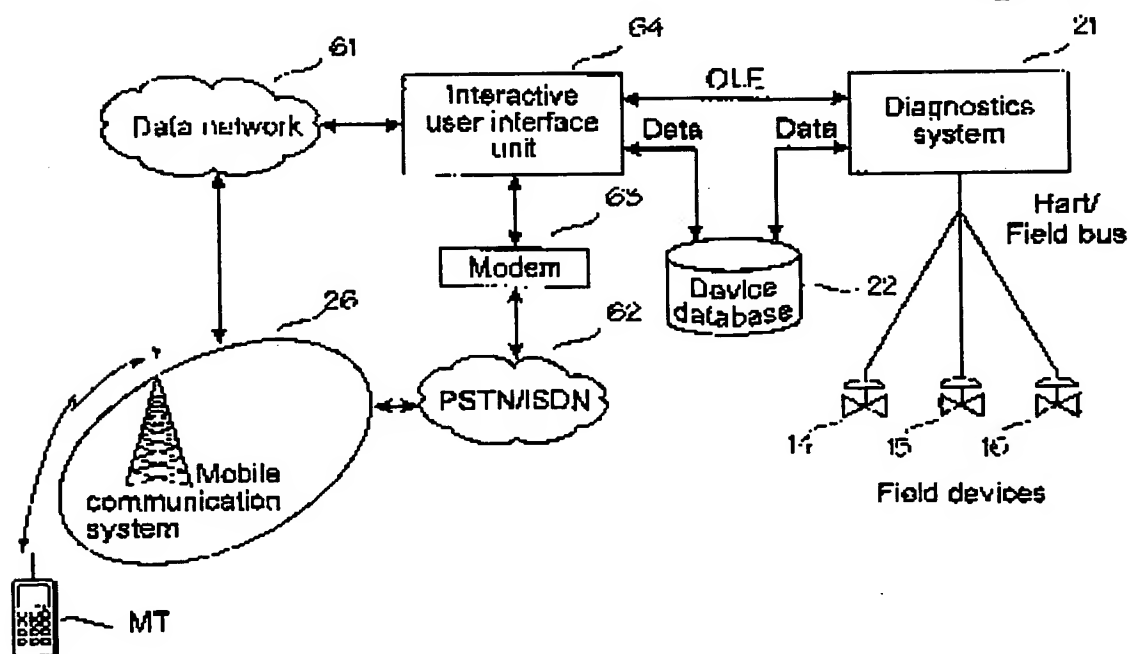 61
64
21
Data network
Interactive
user interface
unit
OLE
Data
Data
Diagnostics
system
Hart/
Field bus
63
Modem
Device
database
22
26
62
PSTN/ISDN
Mobile
communication
system
14
15
16
Field devices
MT